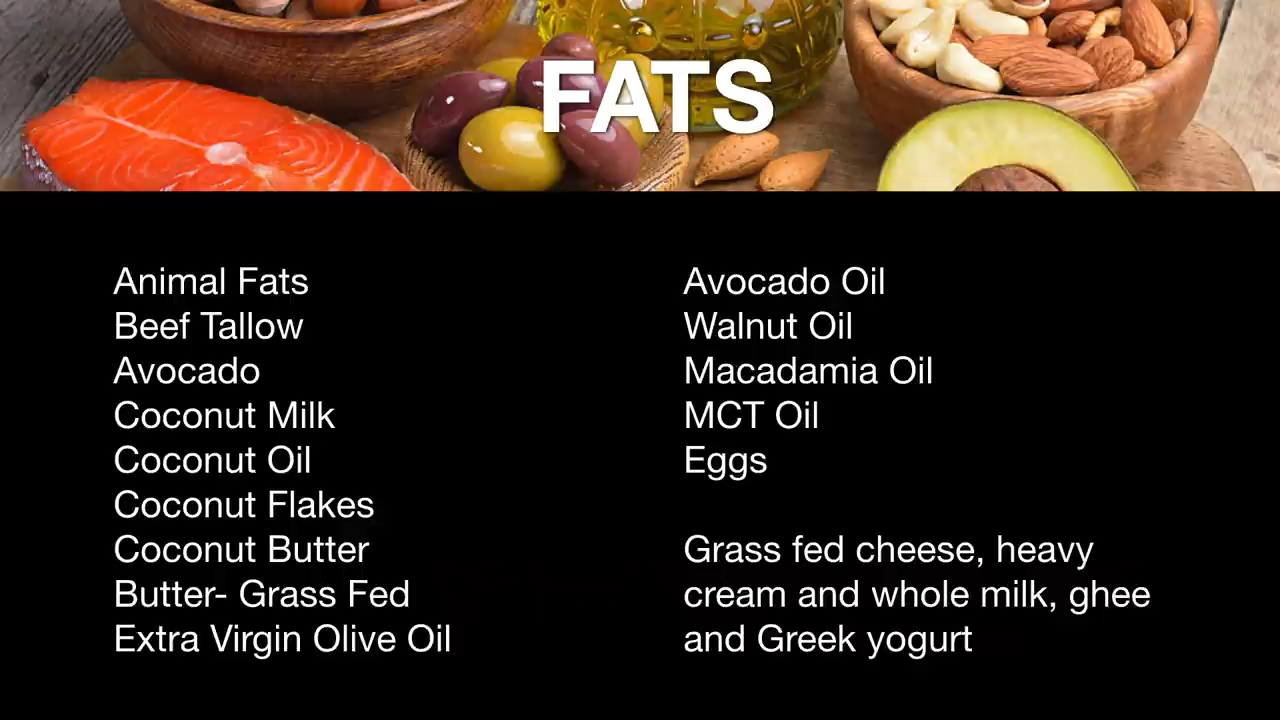 FATS
Animal Fats
Beef Tallow
Avocado
Coconut Milk
Coconut Oil
Coconut Flakes
Coconut Butter
Butter- Grass Fed
Extra Virgin Olive Oil
Avocado Oil
Walnut Oil
Macadamia Oil
MCT Oil
Eggs
Grass fed cheese, heavy
cream and whole milk, ghee
and Greek yogurt